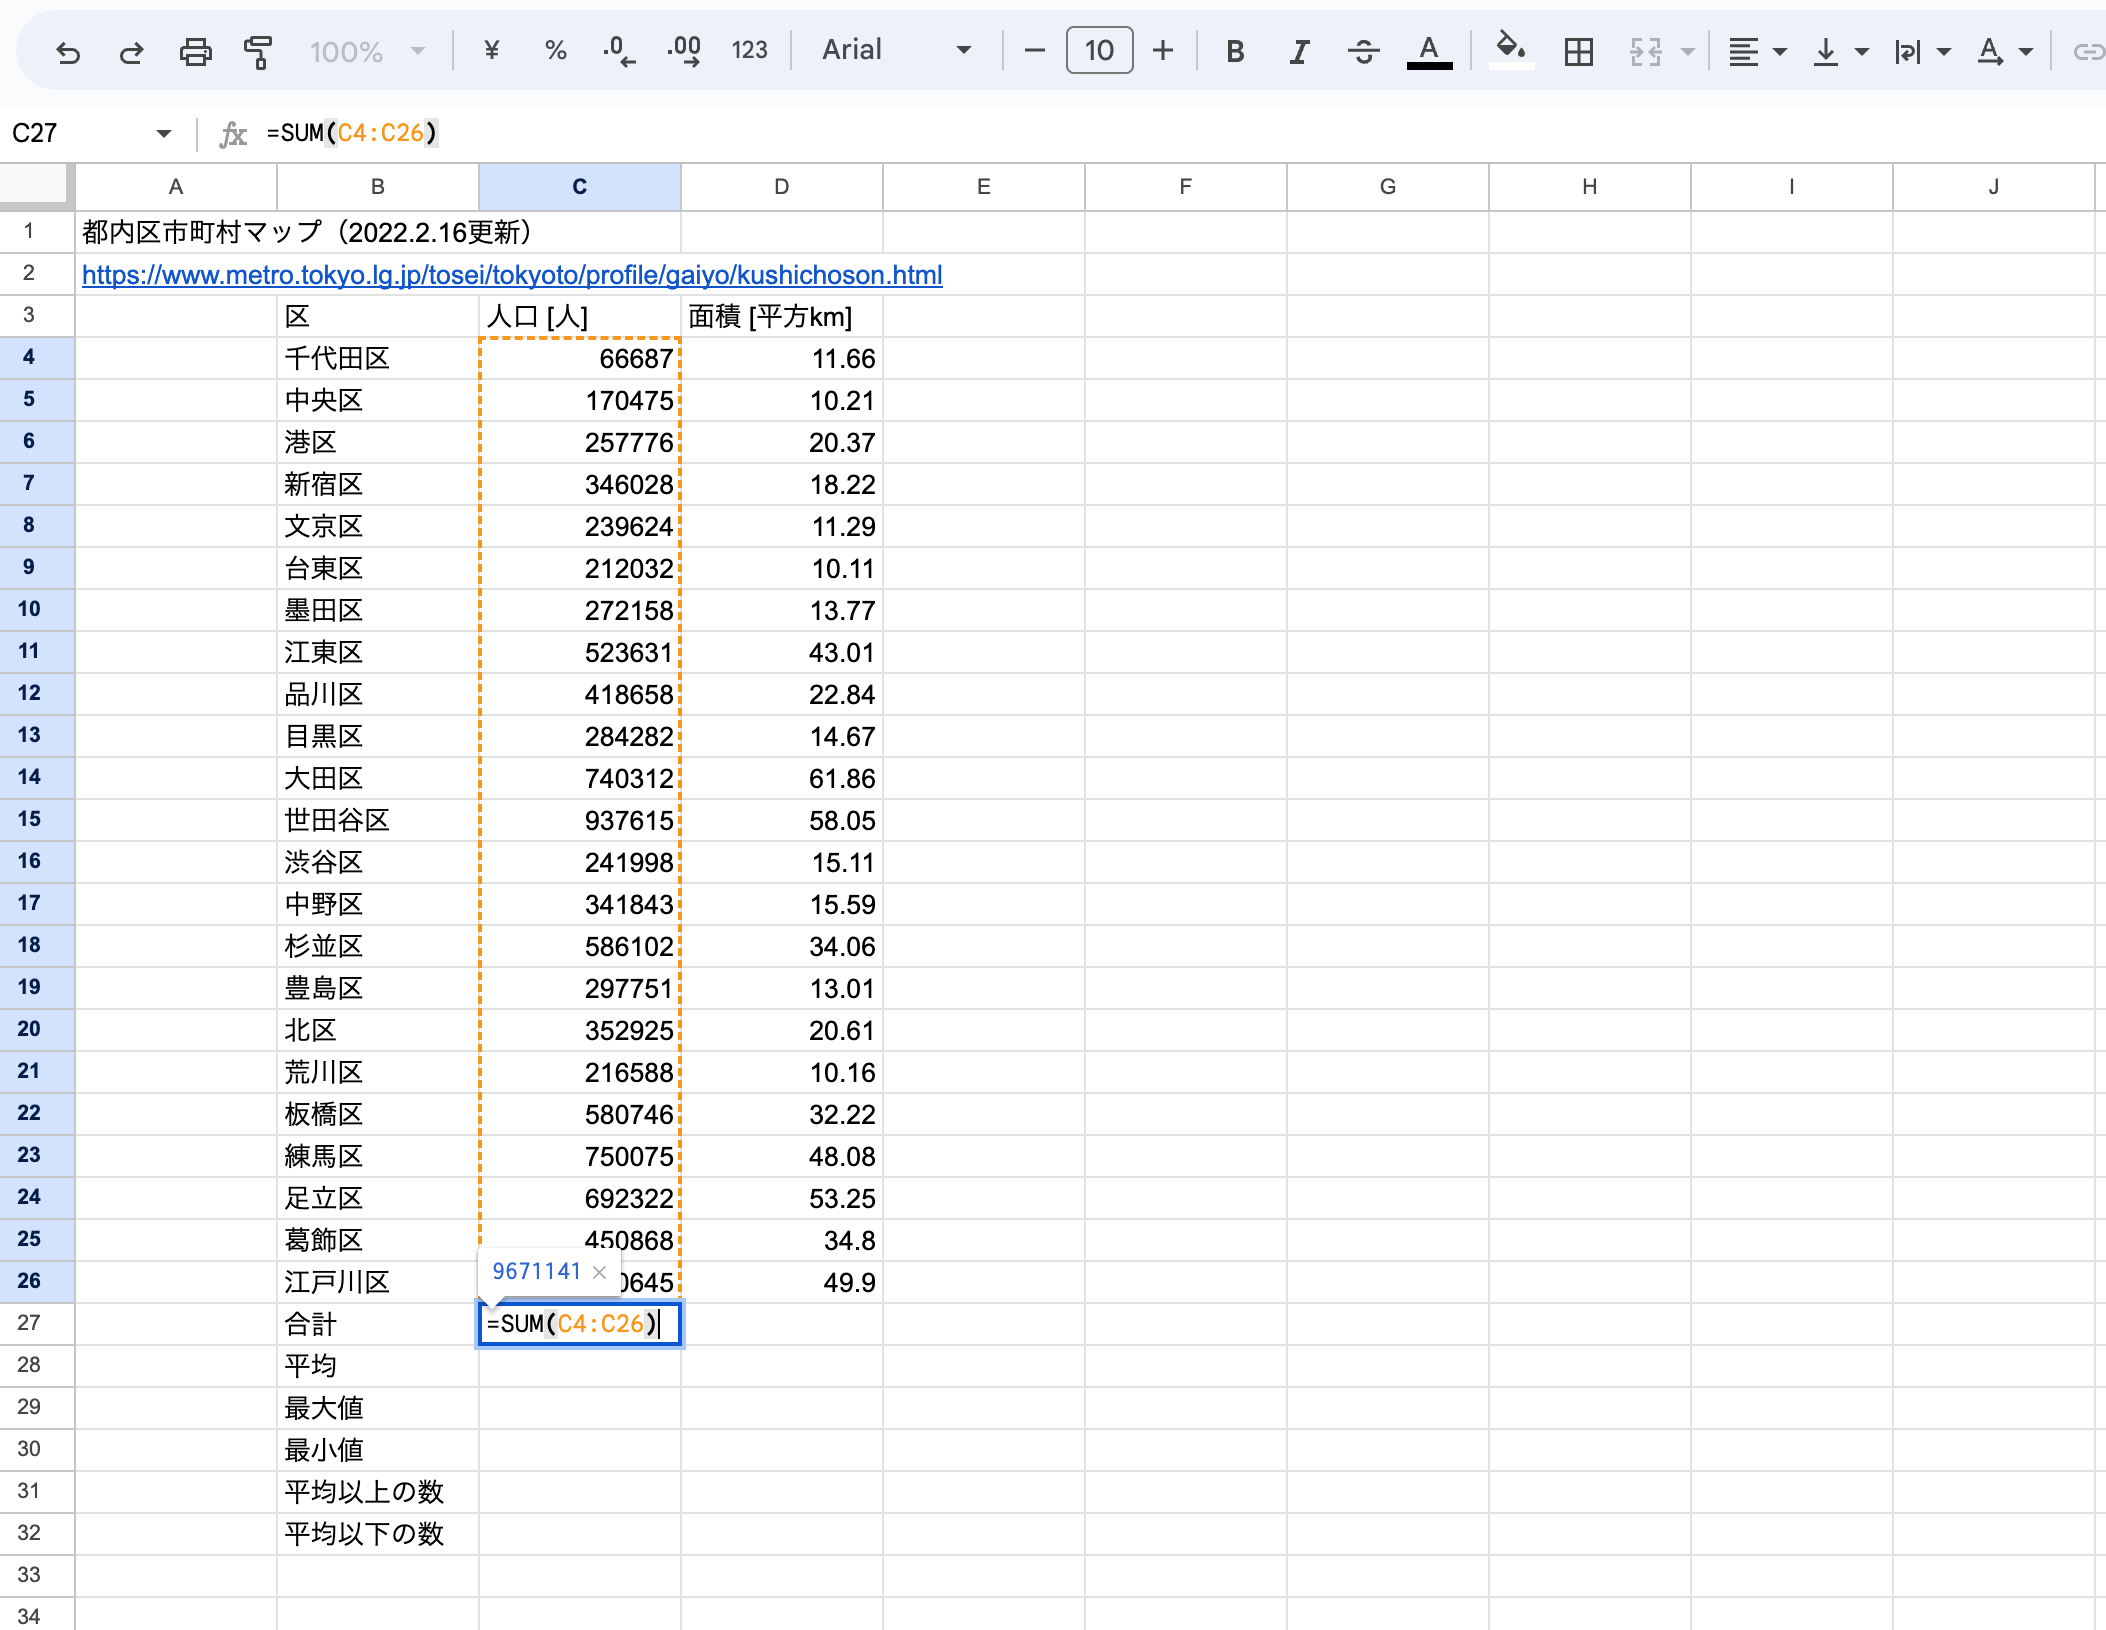 100% ¥ % .0 .00 123 Arial − 10 + B I S A A
C27 fx =SUM(C4:C26)
A B C D E F G H I J
1 都内区市町村マップ（2022.2.16更新）
2 https://www.metro.tokyo.lg.jp/tosei/tokyoto/profile/gaiyo/kushichoson.html
3 区 人口 [人] 面積 [平方km]
4 千代田区 66687 11.66
5 中央区 170475 10.21
6 港区 257776 20.37
7 新宿区 346028 18.22
8 文京区 239624 11.29
9 台東区 212032 10.11
10 墨田区 272158 13.77
11 江東区 523631 43.01
12 品川区 418658 22.84
13 目黒区 284282 14.67
14 大田区 740312 61.86
15 世田谷区 937615 58.05
16 渋谷区 241998 15.11
17 中野区 341843 15.59
18 杉並区 586102 34.06
19 豊島区 297751 13.01
20 北区 352925 20.61
21 荒川区 216588 10.16
22 板橋区 580746 32.22
23 練馬区 750075 48.08
24 足立区 692322 53.25
25 葛飾区 450868 34.8
9671141 ×
26 江戸川区 0645 49.9
27 合計 =SUM(C4:C26)
28 平均
29 最大値
30 最小値
31 平均以上の数
32 平均以下の数
33
34